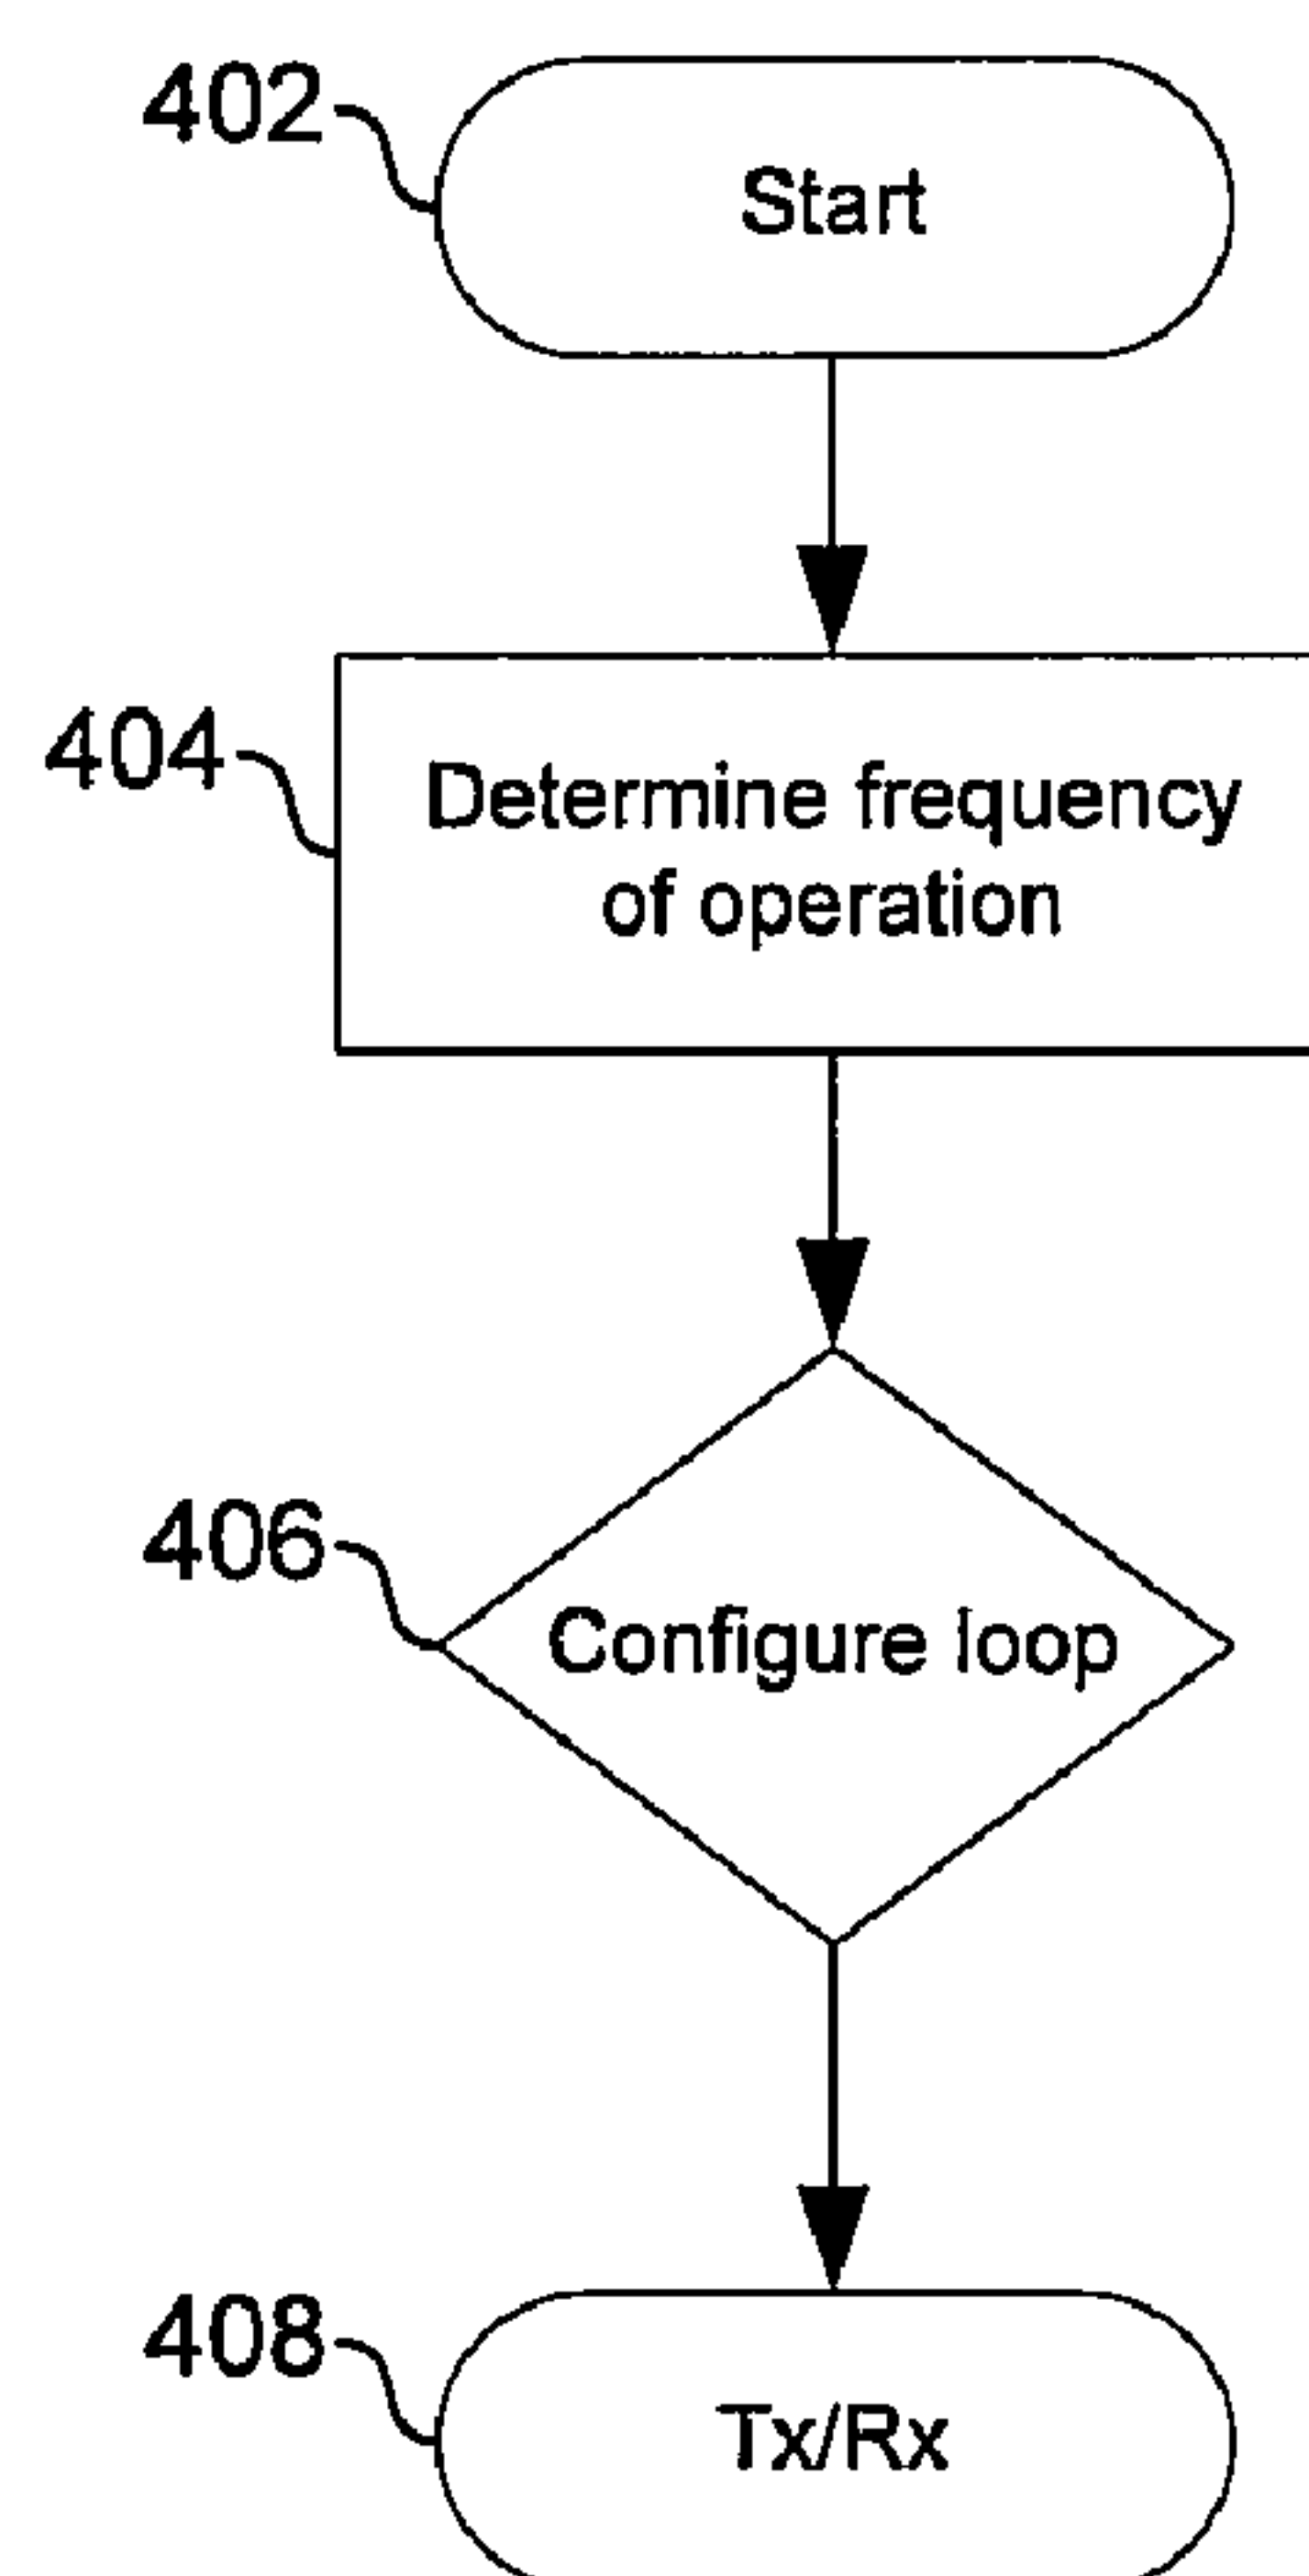 402
Start
404
Determine frequency
of operation
406
Configure loop
408
Tx/Rx